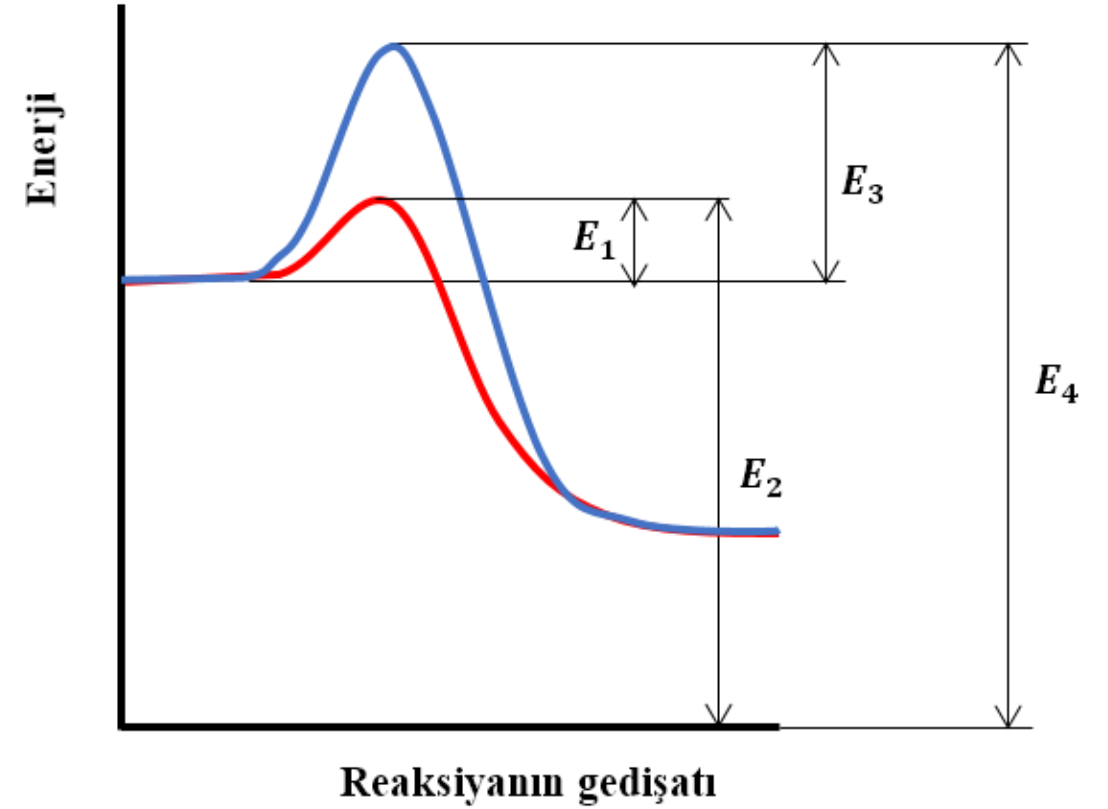 Enerji
E₃
E₁
E₄
E₂
Reaksiyanın gedişatı